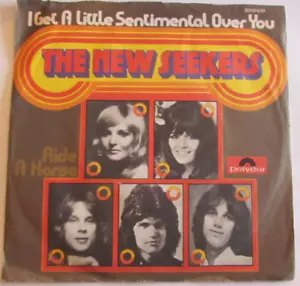 I Get A Little Sentimental Over You
THE NEW SEEKERS
Ride
A Horse
Polydor